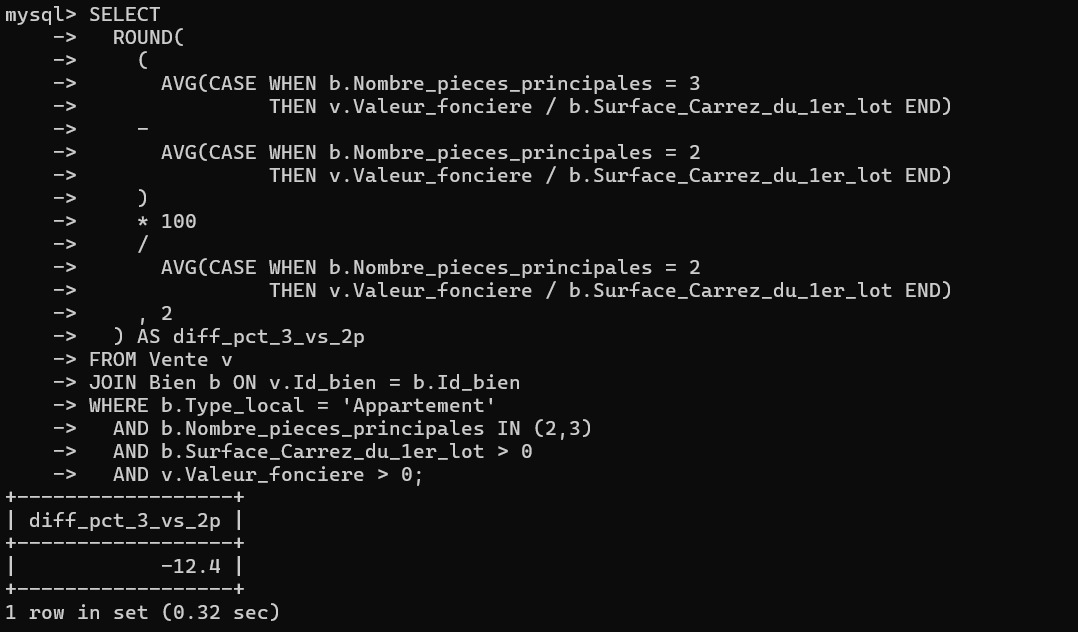 mysql> SELECT
    ->   ROUND(
    ->     (
    ->       AVG(CASE WHEN b.Nombre_pieces_principales = 3
    ->                THEN v.Valeur_fonciere / b.Surface_Carrez_du_1er_lot END)
    ->     -
    ->       AVG(CASE WHEN b.Nombre_pieces_principales = 2
    ->                THEN v.Valeur_fonciere / b.Surface_Carrez_du_1er_lot END)
    ->     )
    ->     * 100
    ->     /
    ->       AVG(CASE WHEN b.Nombre_pieces_principales = 2
    ->                THEN v.Valeur_fonciere / b.Surface_Carrez_du_1er_lot END)
    ->     , 2
    ->   ) AS diff_pct_3_vs_2p
    -> FROM Vente v
    -> JOIN Bien b ON v.Id_bien = b.Id_bien
    -> WHERE b.Type_local = 'Appartement'
    ->   AND b.Nombre_pieces_principales IN (2,3)
    ->   AND b.Surface_Carrez_du_1er_lot > 0
    ->   AND v.Valeur_fonciere > 0;
+------------------+
| diff_pct_3_vs_2p |
+------------------+
|            -12.4 |
+------------------+
1 row in set (0.32 sec)